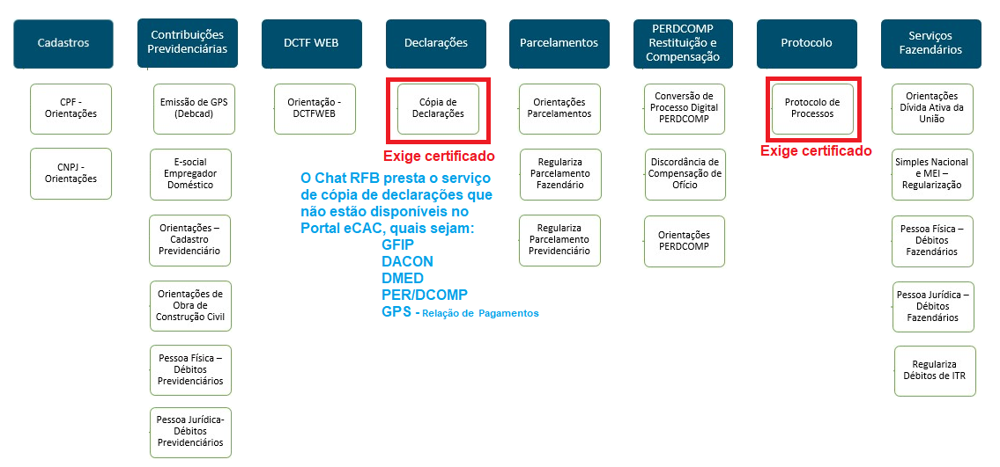 Cadastros
CPF -
Orientações
CNPJ -
Orientações
Contribuições
Previdenciárias
Emissão de GPS
(Debcad)
E-social
Empregador
Doméstico
Orientações –
Cadastro
Previdenciário
Orientações de
Obra de
Construção Civil
Pessoa Física –
Débitos
Previdenciários
Pessoa Jurídica-
Débitos
Previdenciários
DCTF WEB
Orientação -
DCTFWEB
Declarações
Cópia de
Declarações
Exige certificado
O Chat RFB presta o serviço
de cópia de declarações que
não estão disponíveis no
Portal eCAC, quais sejam:
GFIP
DACON
DMED
PER/DCOMP
GPS - Relação de Pagamentos
Parcelamentos
Orientações
Parcelamentos
Regulariza
Parcelamento
Fazendário
Regulariza
Parcelamento
Previdenciário
PERDCOMP
Restituição e
Compensação
Conversão de
Processo Digital
PERDCOMP
Discordância de
Compensação de
Ofício
Orientações
PERDCOMP
Protocolo
Protocolo de
Processos
Exige certificado
Serviços
Fazendários
Orientações
Dívida Ativa da
União
Simples Nacional
e MEI –
Regularização
Pessoa Física –
Débitos
Fazendários
Pessoa Jurídica –
Débitos
Fazendários
Regulariza
Débitos de ITR